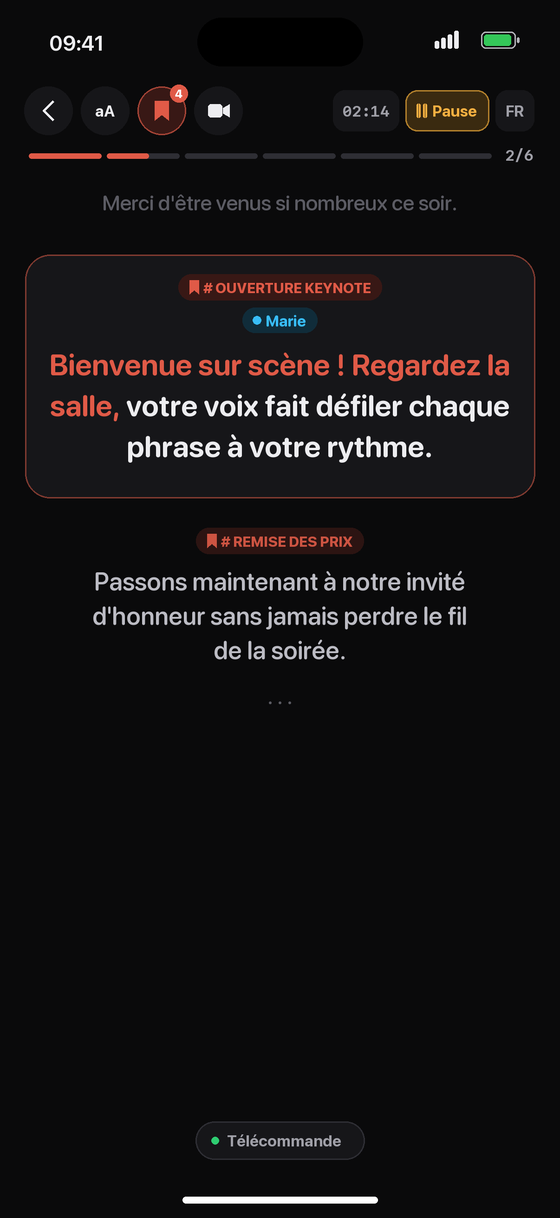 09:41
aA
4
02:14
Pause
FR
2/6
Merci d'être venus si nombreux ce soir.
# OUVERTURE KEYNOTE
Marie
Bienvenue sur scène ! Regardez la
salle, votre voix fait défiler chaque
phrase à votre rythme.
# REMISE DES PRIX
Passons maintenant à notre invité
d'honneur sans jamais perdre le fil
de la soirée.
...
Télécommande